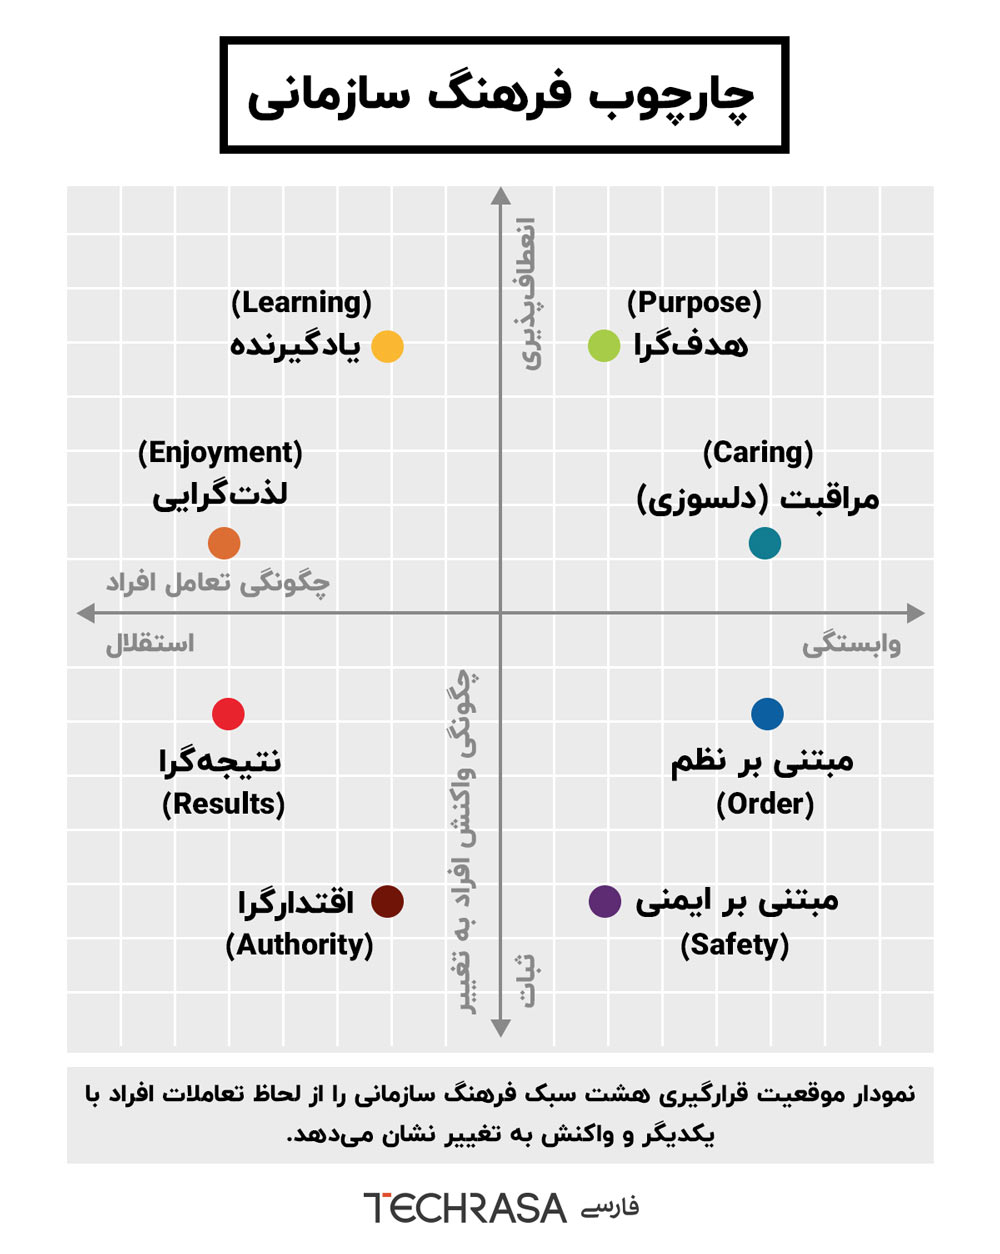 چارچوب فرهنگ سازمانی
انعطاف‌پذیری
(Purpose)
هدف‌گرا
(Learning)
یادگیرنده
(Caring)
مراقبت (دلسوزی)
(Enjoyment)
لذت‌گرایی
چگونگی تعامل افراد
وابستگی
استقلال
چگونگی واکنش افراد به تغییر
مبتنی بر نظم
(Order)
نتیجه‌گرا
(Results)
مبتنی بر ایمنی
(Safety)
اقتدارگرا
(Authority)
ثبات
نمودار موقعیت قرارگیری هشت سبک فرهنگ سازمانی را از لحاظ تعاملات افراد با
یکدیگر و واکنش به تغییر نشان می‌دهد.
TECHRASA فارسی